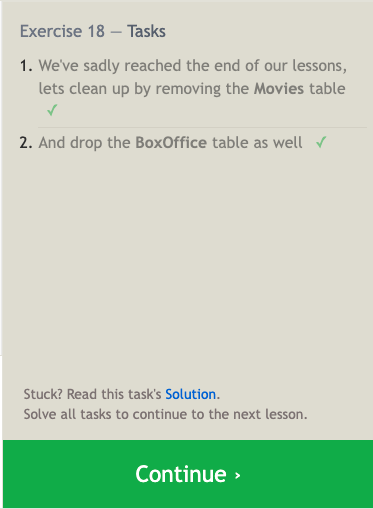 Exercise 18 — Tasks
1. We've sadly reached the end of our lessons,
lets clean up by removing the Movies table
✓
2. And drop the BoxOffice table as well ✓
Stuck? Read this task's Solution.
Solve all tasks to continue to the next lesson.
Continue ›